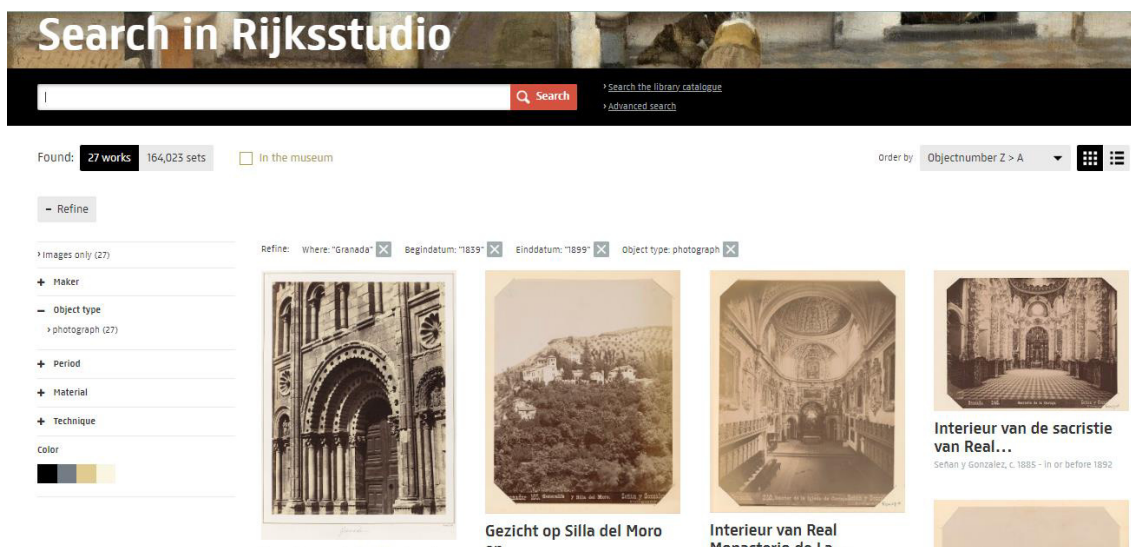 Search in Rijksstudio
Search
› Search the library catalogue
› Advanced search
Found: 27 works 164,023 sets In the museum
Order by Objectnumber Z > A
– Refine
Refine: Where: "Granada" Begindatum: "1839" Einddatum: "1899" Object type: photograph
› Images only (27)
+ Maker
– Object type
› photograph (27)
+ Period
+ Material
+ Technique
Color
Interieur van de sacristie
van Real...
Señan y Gonzalez, c. 1885 - in or before 1892
Gezicht op Silla del Moro
Interieur van Real
Monasterio de La